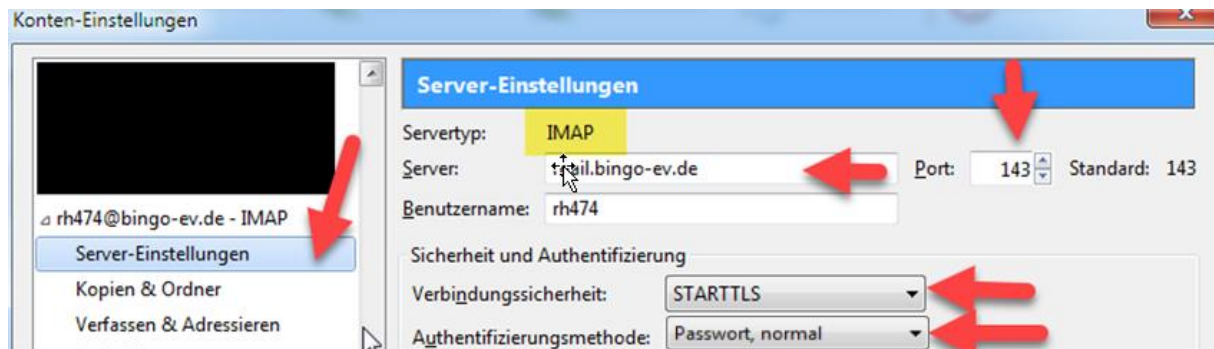 Konten-Einstellungen
Server-Einstellungen
Servertyp: IMAP
Server: ail.bingo-ev.de Port: 143 Standard: 143
Benutzername: rh474
rh474@bingo-ev.de - IMAP
Server-Einstellungen
Kopien & Ordner
Verfassen & Adressieren
Sicherheit und Authentifizierung
Verbindungssicherheit: STARTTLS
Authentifizierungsmethode: Passwort, normal